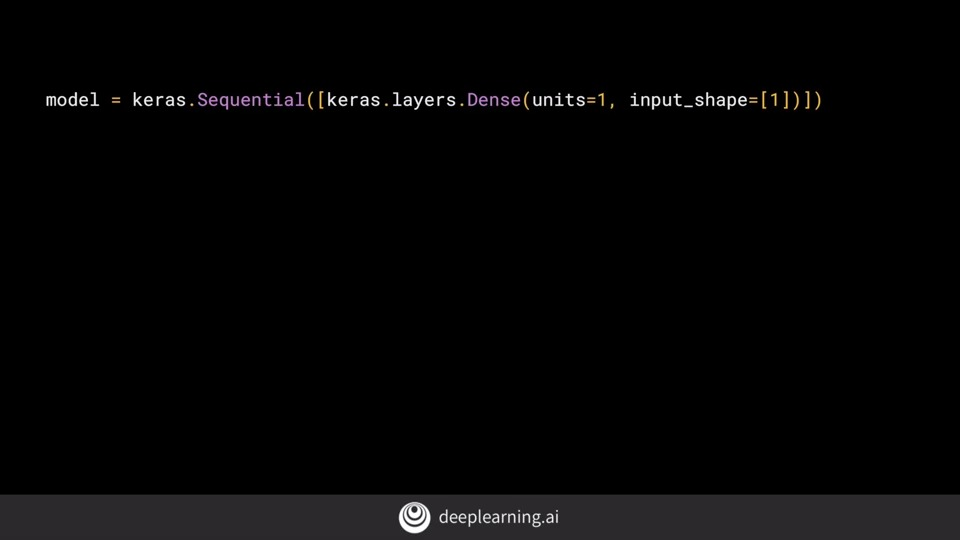 model = keras.Sequential([keras.layers.Dense(units=1, input_shape=[1])])
deeplearning.ai